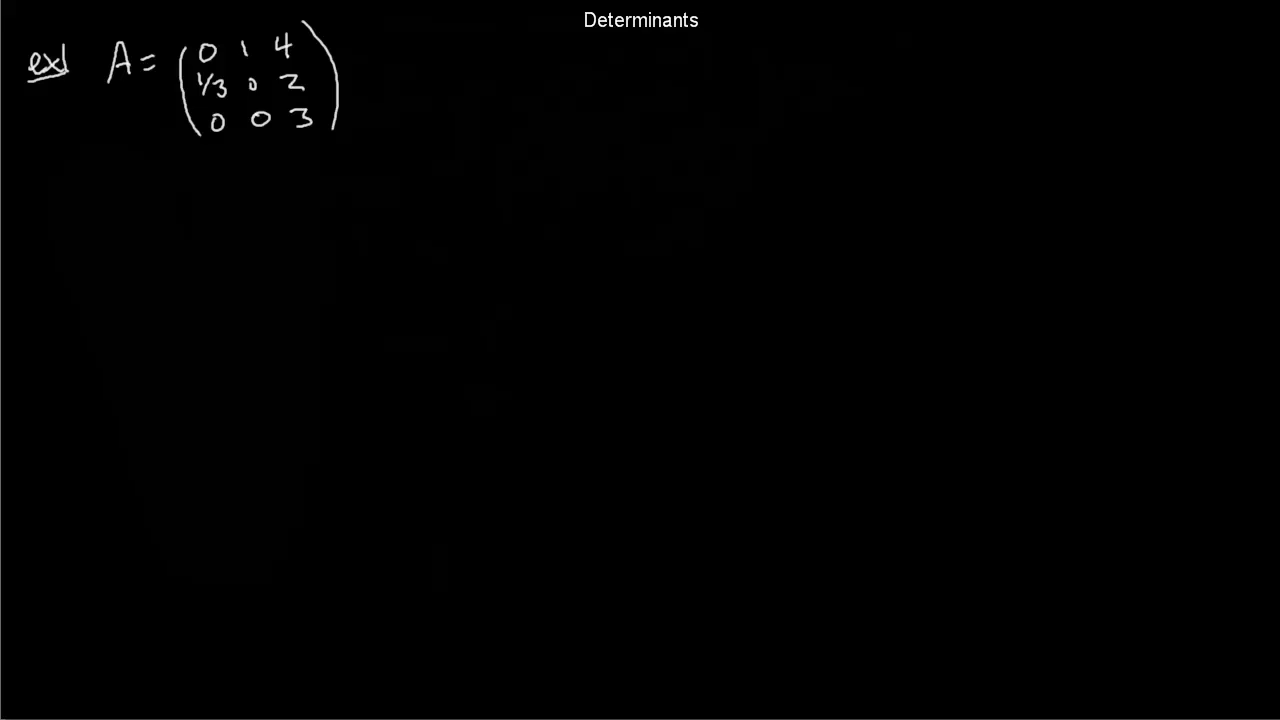 Determinants
ex) A = ( 0 1 4
1/3 0 2
0 0 3 )